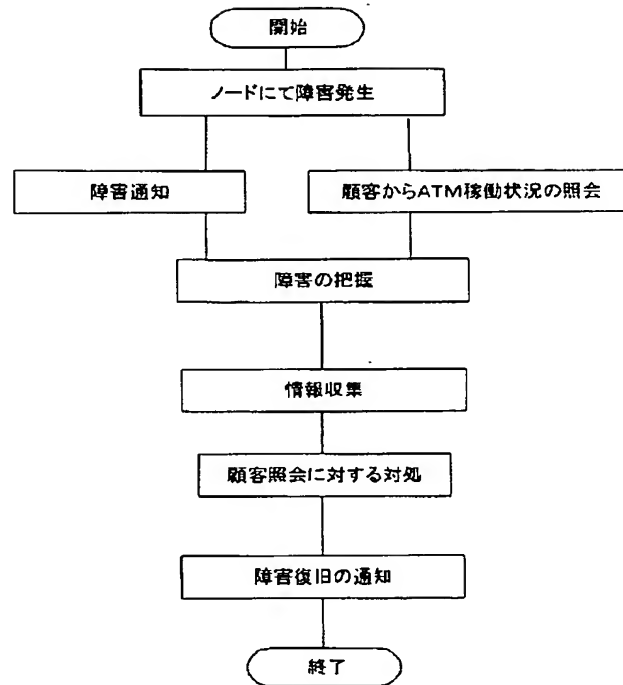 開始
ノードにて障害発生
障害通知
顧客からATM稼働状況の照会
障害の把握
情報収集
顧客照会に対する対処
障害復旧の通知
終了